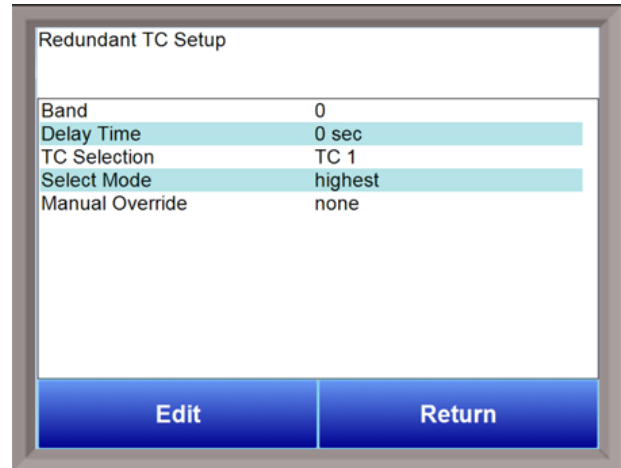 Redundant TC Setup
Band 0
Delay Time 0 sec
TC Selection TC 1
Select Mode highest
Manual Override none
Edit Return